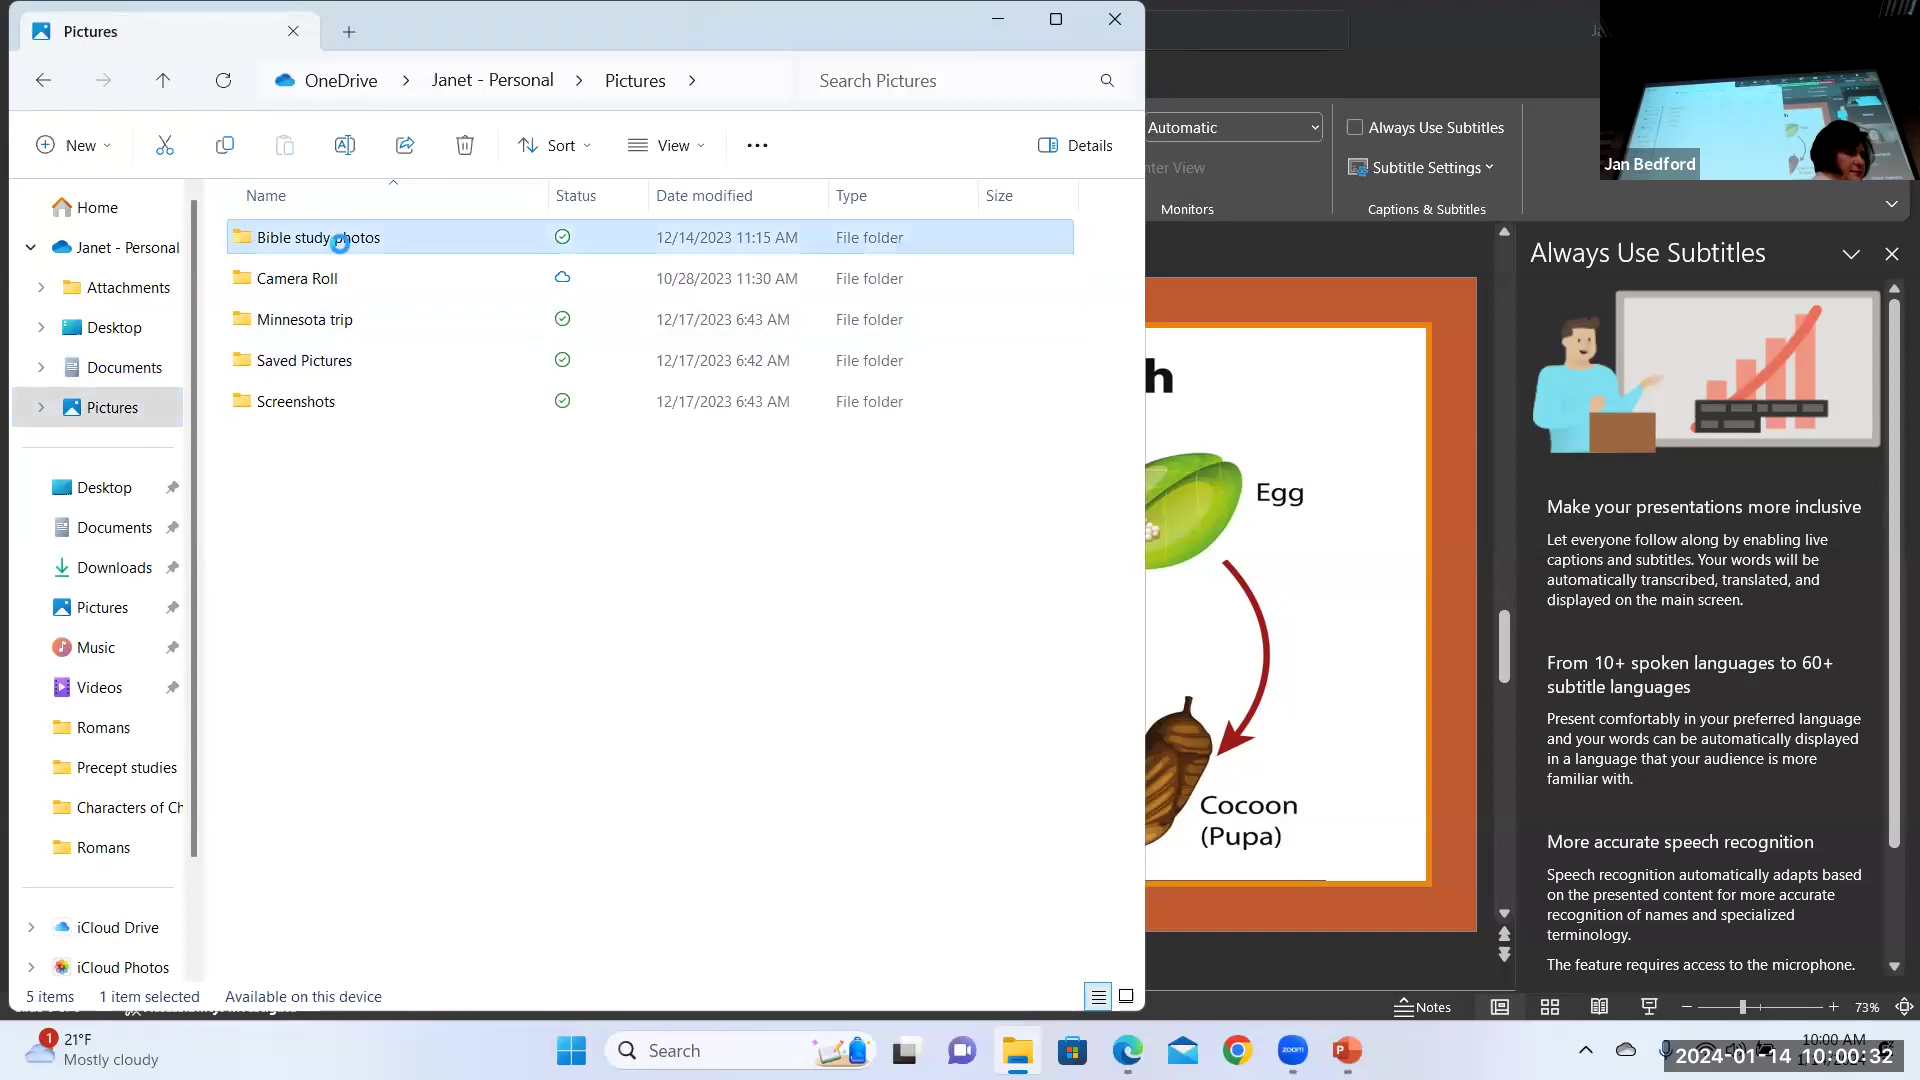 Pictures
OneDrive > Janet - Personal > Pictures >
Search Pictures
New
Sort
View
Details
Name
Status
Date modified
Type
Size
Bible study photos 12/14/2023 11:15 AM File folder
Camera Roll 10/28/2023 11:30 AM File folder
Minnesota trip 12/17/2023 6:43 AM File folder
Saved Pictures 12/17/2023 6:42 AM File folder
Screenshots 12/17/2023 6:43 AM File folder
Home
Janet - Personal
Attachments
Desktop
Documents
Pictures
Desktop
Documents
Downloads
Pictures
Music
Videos
Romans
Precept studies
Characters of Ch
Romans
iCloud Drive
iCloud Photos
5 items 1 item selected Available on this device
Automatic
Always Use Subtitles
nter View
Subtitle Settings
Monitors
Captions & Subtitles
Jan Bedford
h
Egg
Cocoon
(Pupa)
Always Use Subtitles
Make your presentations more inclusive
Let everyone follow along by enabling live
captions and subtitles. Your words will be
automatically transcribed, translated, and
displayed on the main screen.
From 10+ spoken languages to 60+
subtitle languages
Present comfortably in your preferred language
and your words can be automatically displayed
in a language that your audience is more
familiar with.
More accurate speech recognition
Speech recognition automatically adapts based
on the presented content for more accurate
recognition of names and specialized
terminology.
The feature requires access to the microphone.
Notes
73%
1
21°F
Mostly cloudy
Search
zoom
10:00 AM
2024-01-14 10:00:32